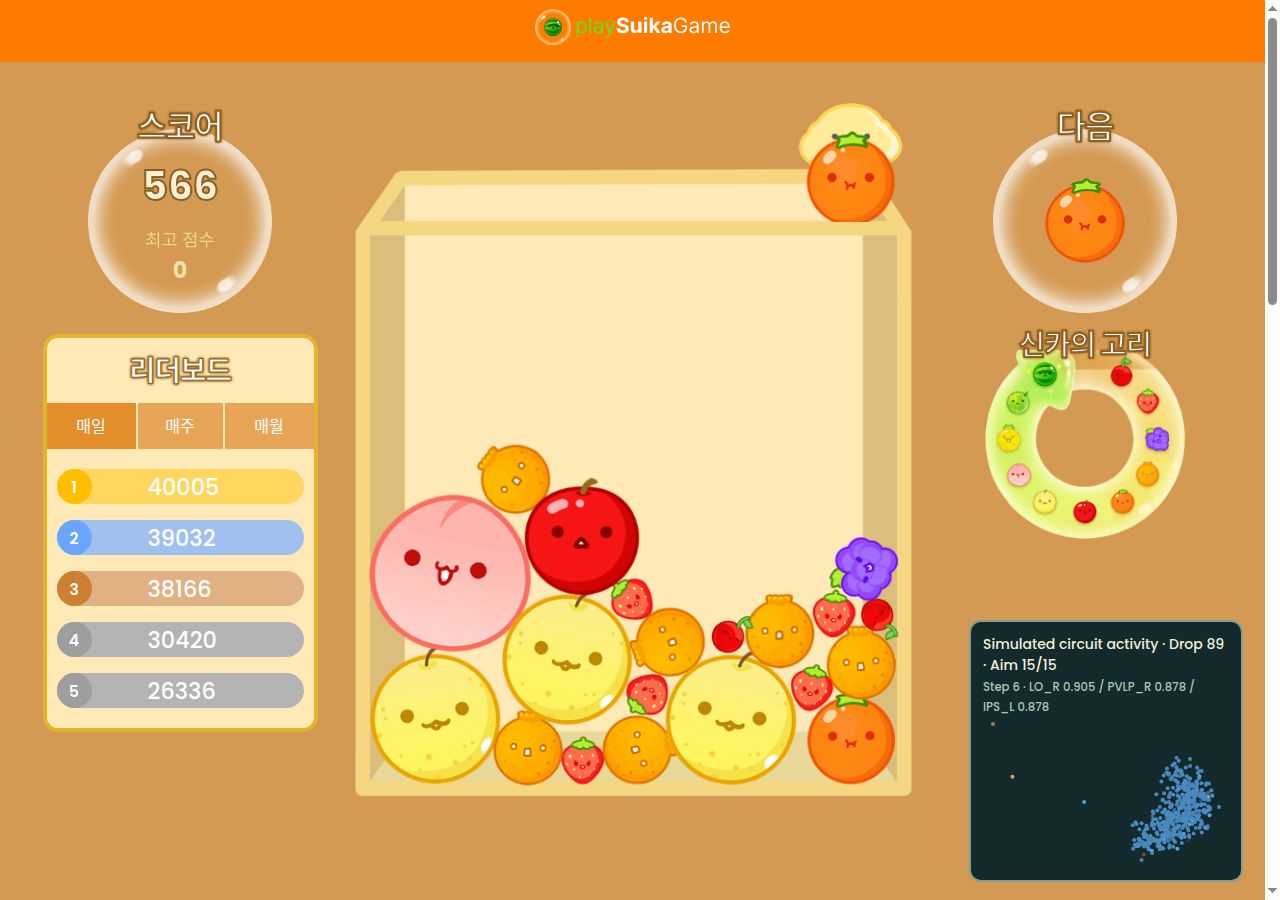 playSuikaGame
스코어
566
최고 점수
0
리더보드
매일 매주 매월
1 40005
2 39032
3 38166
4 30420
5 26336
다음
신카의 고리
Simulated circuit activity · Drop 89
· Aim 15/15
Step 6 · LO_R 0.905 / PVLP_R 0.878 /
IPS_L 0.878